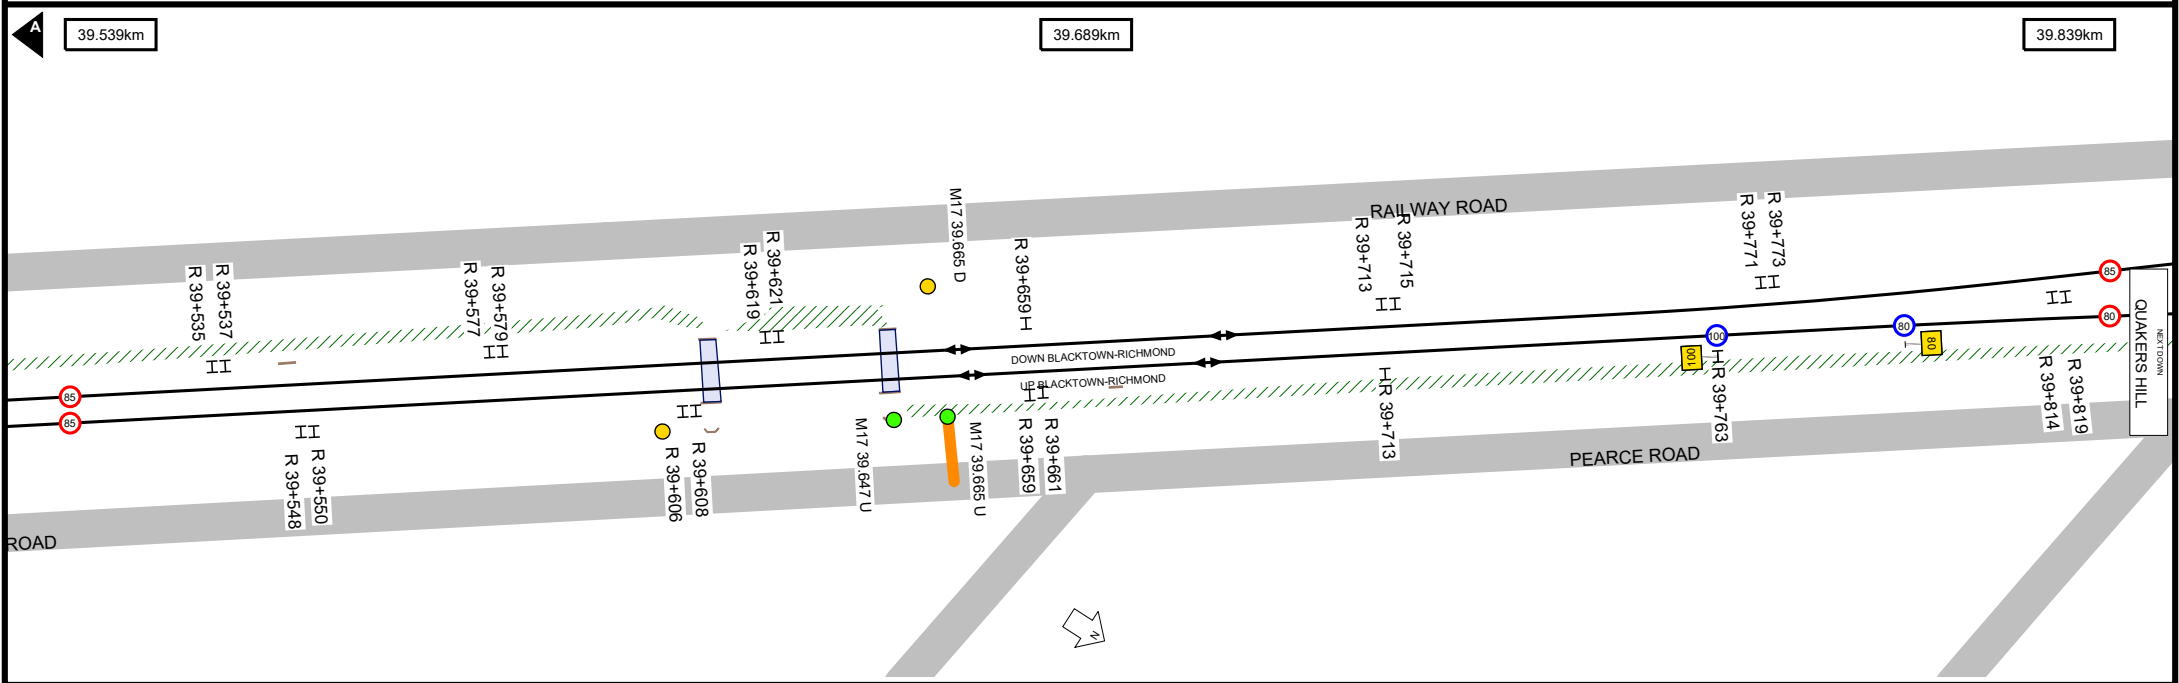 A
39.539km
39.689km
39.839km
RAILWAY ROAD
M17 39.665 D
R 39+535
R 39+537
R 39+577
R 39+579
R 39+619
R 39+621
R 39+659
R 39+713
R 39+715
R 39+771
R 39+773
85
85
DOWN BLACKTOWN-RICHMOND
UP BLACKTOWN-RICHMOND
100
80
85
80
100
80
QUAKERS HILL
NEXT DOWN
R 39+548
R 39+550
R 39+606
R 39+608
M17 39.647 U
M17 39.665 U
R 39+659
R 39+661
R 39+713
R 39+763
R 39+814
R 39+819
PEARCE ROAD
ROAD
N